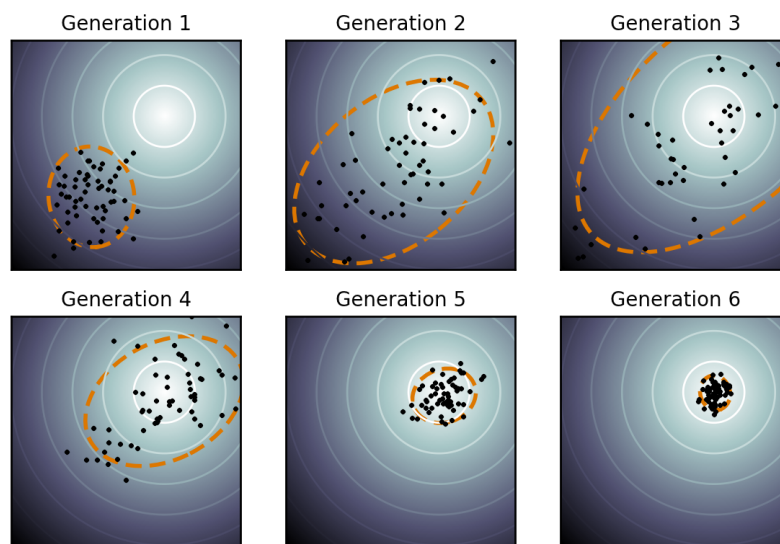 Generation 1
Generation 2
Generation 3
Generation 4
Generation 5
Generation 6